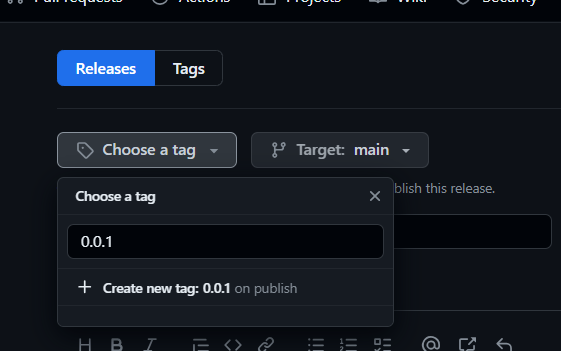 Pull requests Actions Projects Wiki Security
Releases Tags
Choose a tag Target: main
Choose a tag
blish this release.
0.0.1
Create new tag: 0.0.1 on publish
H B I